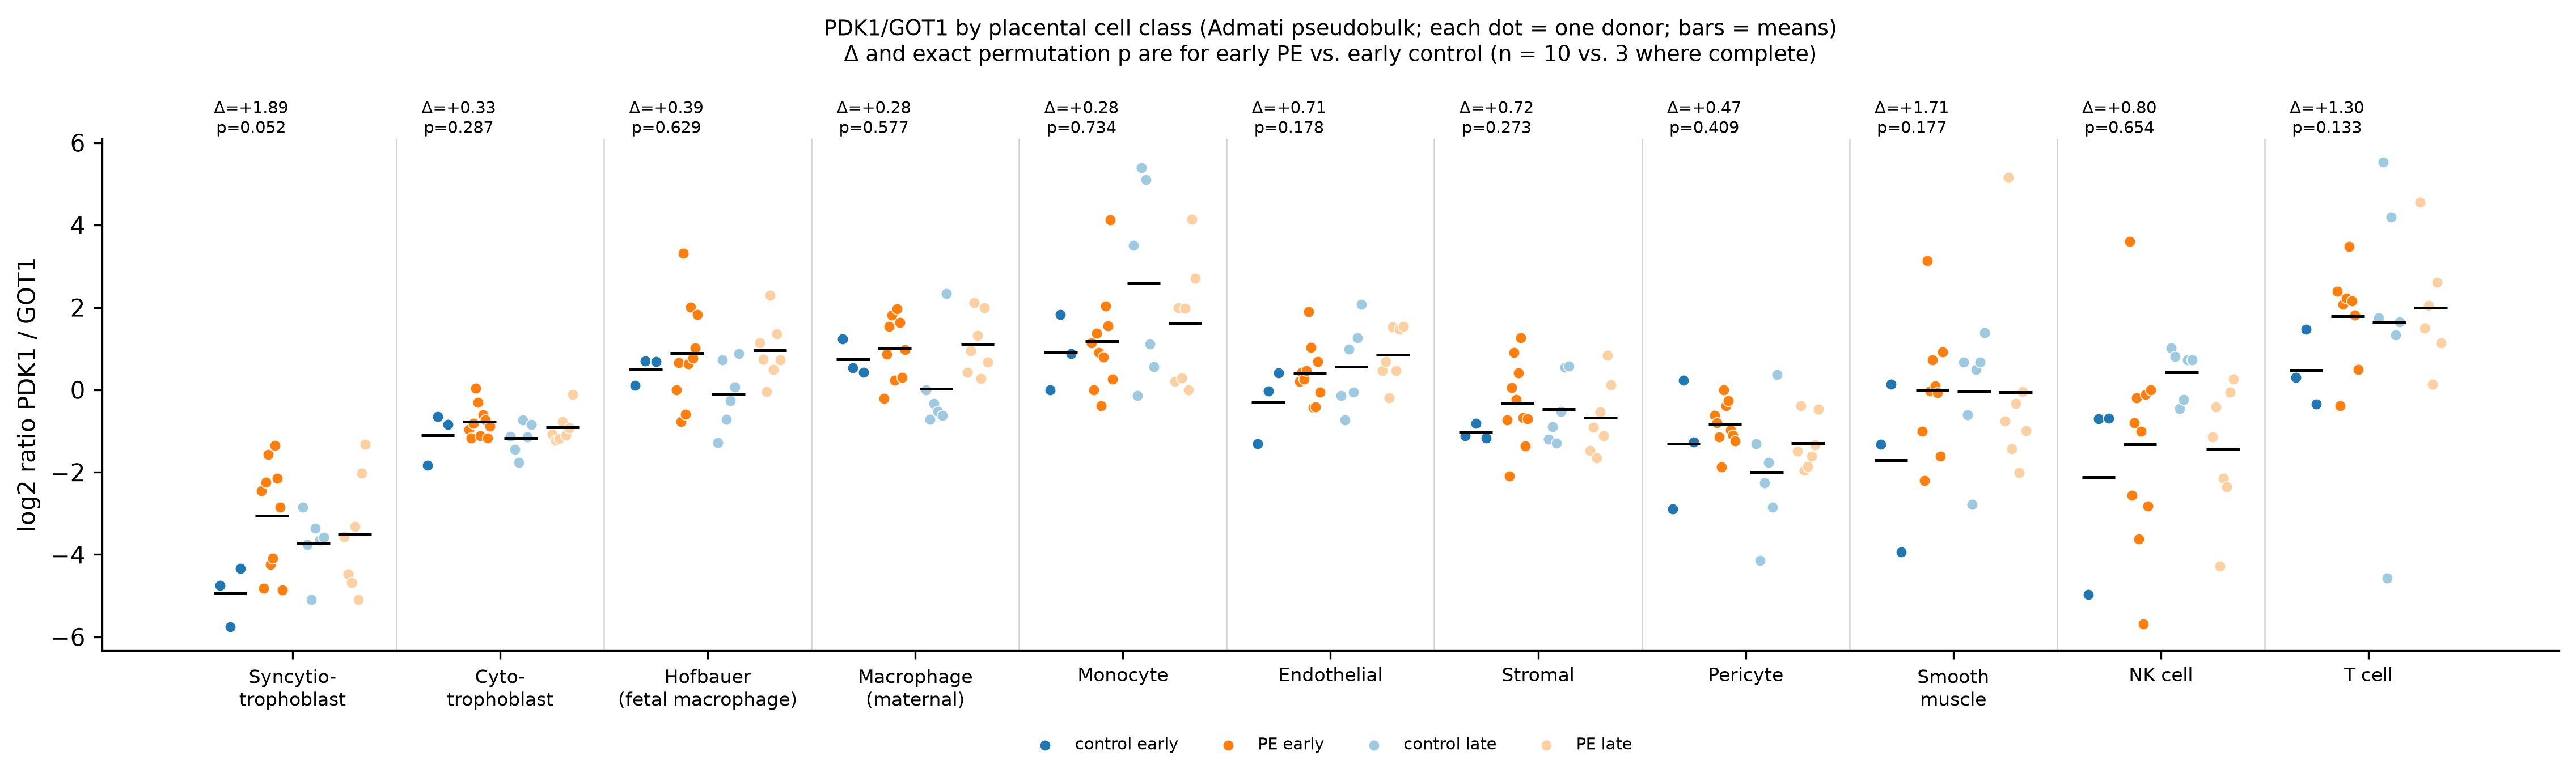 PDK1/GOT1 by placental cell class (Admati pseudobulk; each dot = one donor; bars = means)
Δ and exact permutation p are for early PE vs. early control (n = 10 vs. 3 where complete)
Δ=+1.89
p=0.052
Δ=+0.33
p=0.287
Δ=+0.39
p=0.629
Δ=+0.28
p=0.577
Δ=+0.28
p=0.734
Δ=+0.71
p=0.178
Δ=+0.72
p=0.273
Δ=+0.47
p=0.409
Δ=+1.71
p=0.177
Δ=+0.80
p=0.654
Δ=+1.30
p=0.133
log2 ratio PDK1 / GOT1
6
4
2
0
−2
−4
−6
Syncytio-
trophoblast
Cyto-
trophoblast
Hofbauer
(fetal macrophage)
Macrophage
(maternal)
Monocyte
Endothelial
Stromal
Pericyte
Smooth
muscle
NK cell
T cell
control early
PE early
control late
PE late